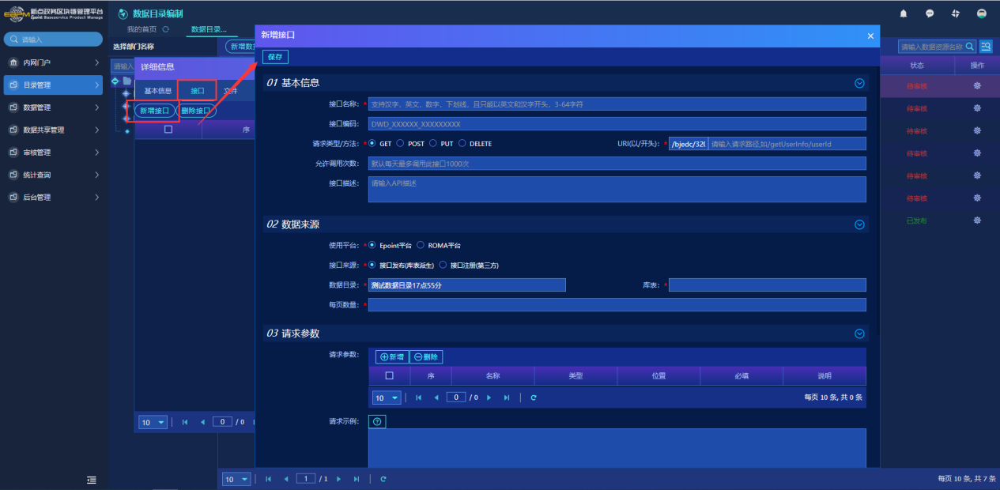 EBPM 新点政务区块链管理平台
Epoint Baaservice Product Manage
数据目录编制
我的首页
数据目录...
请输入
内网门户
目录管理
数据管理
数据共享管理
审核管理
统计查询
后台管理
选择部门名称
请输入
新增数据
详细信息
基本信息
接口
文件
新增接口
删除接口
序
10
0 / 0
新增接口
保存
01 基本信息
接口名称: * 支持汉字、英文、数字、下划线,且只能以英文和汉字开头,3-64字符
接口编码: DWD_XXXXXX_XXXXXXXXX
请求类型/方法: * GET POST PUT DELETE
URI(以/开头): * /bjedc/320 请输入请求路径,如/getUserInfo/userId
允许调用次数: 默认每天最多调用此接口1000次
接口描述: 请输入API描述
02 数据来源
使用平台: * Epoint平台 ROMA平台
接口来源: * 接口发布(库表派生) 接口注册(第三方)
数据目录: * 测试数据目录17点55分
库表: *
每页数量: *
03 请求参数
请求参数:
新增 删除
序 名称 类型 位置 必填 说明
10 0 / 0 每页 10 条, 共 0 条
请求示例:
请输入数据资源名称
状态 操作
待审核
待审核
待审核
待审核
待审核
待审核
已发布
10 1 / 1 每页 10 条, 共 7 条